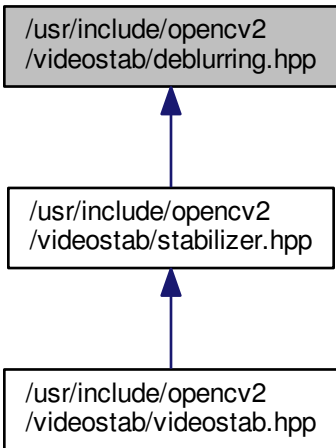 /usr/include/opencv2
/videostab/deblurring.hpp
/usr/include/opencv2
/videostab/stabilizer.hpp
/usr/include/opencv2
/videostab/videostab.hpp